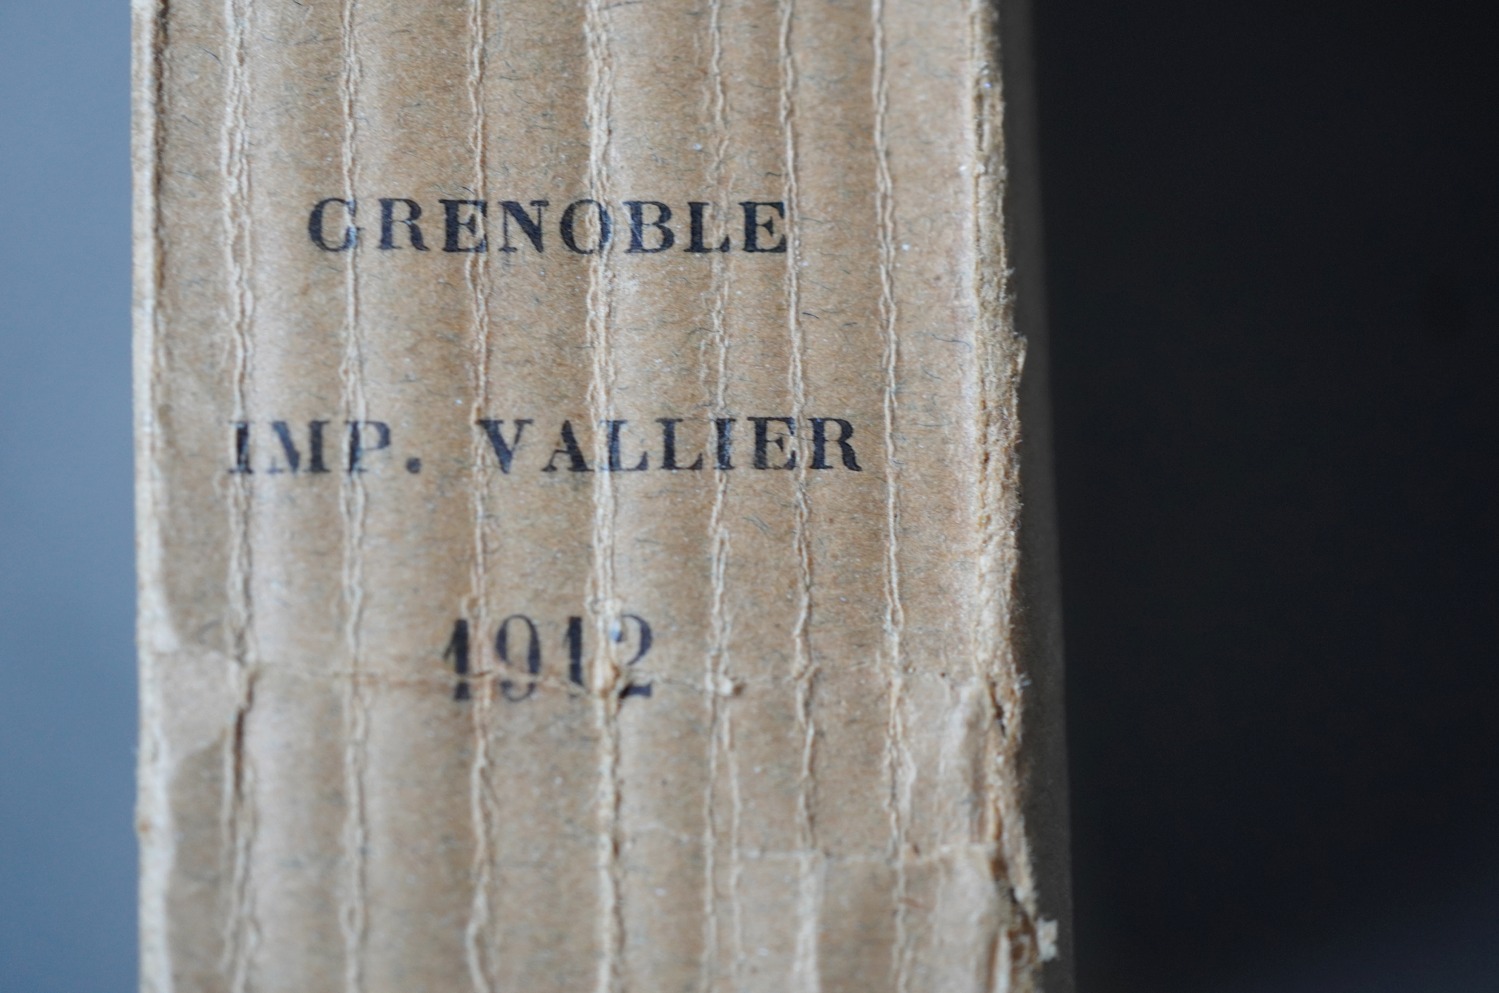 GRENOBLE
IMP. VALLIER
1912